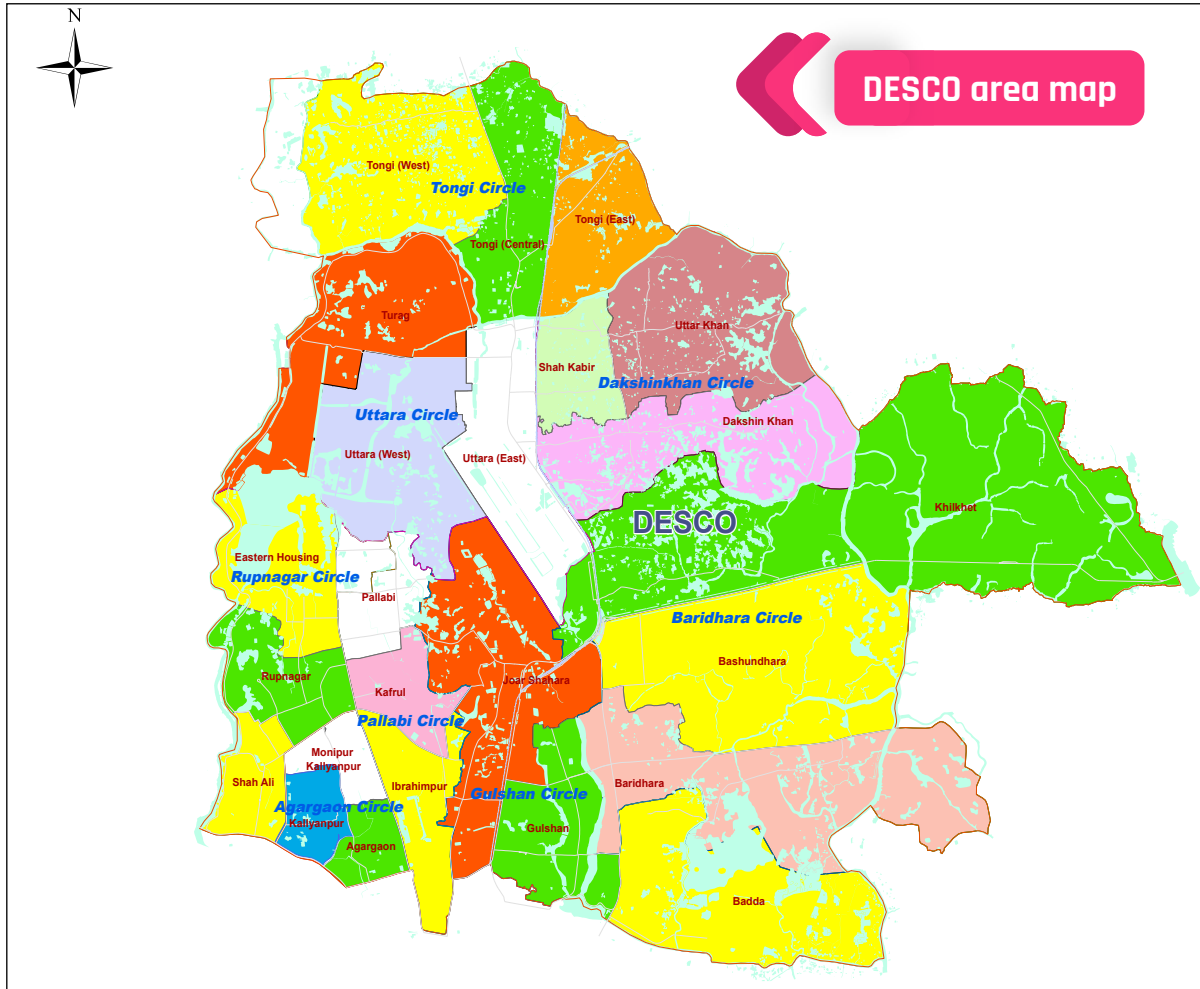 N
DESCO area map
Tongi (West)
Tongi Circle
Tongi (East)
Tongi (Central)
Turag
Uttar Khan
Shah Kabir
Dakshinkhan Circle
Uttara Circle
Dakshin Khan
Uttara (West)
Uttara (East)
Khilkhet
DESCO
Eastern Housing
Rupnagar Circle
Pallabi
Baridhara Circle
Bashundhara
Rupnagar
Joar Shahara
Kafrul
Pallabi Circle
Monipur
Kallyanpur
Shah Ali
Ibrahimpur
Baridhara
Gulshan Circle
Agargaon Circle
Kallyanpur
Gulshan
Agargaon
Badda